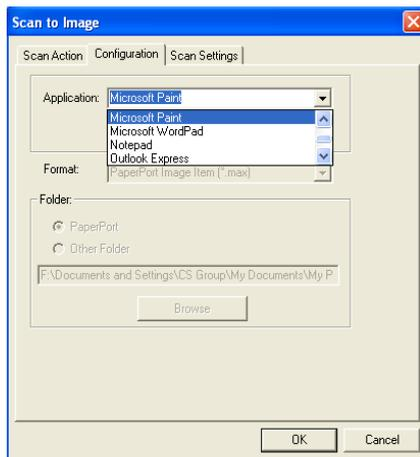 Scan to Image
Scan Action Configuration Scan Settings
Application: Microsoft Paint
Microsoft Paint
Microsoft WordPad
Notepad
Outlook Express
Format: PaperPort Image Item (*.max)
Folder:
PaperPort
Other Folder
F:\Documents and Settings\CS Group\My Documents\My P
Browse
OK Cancel